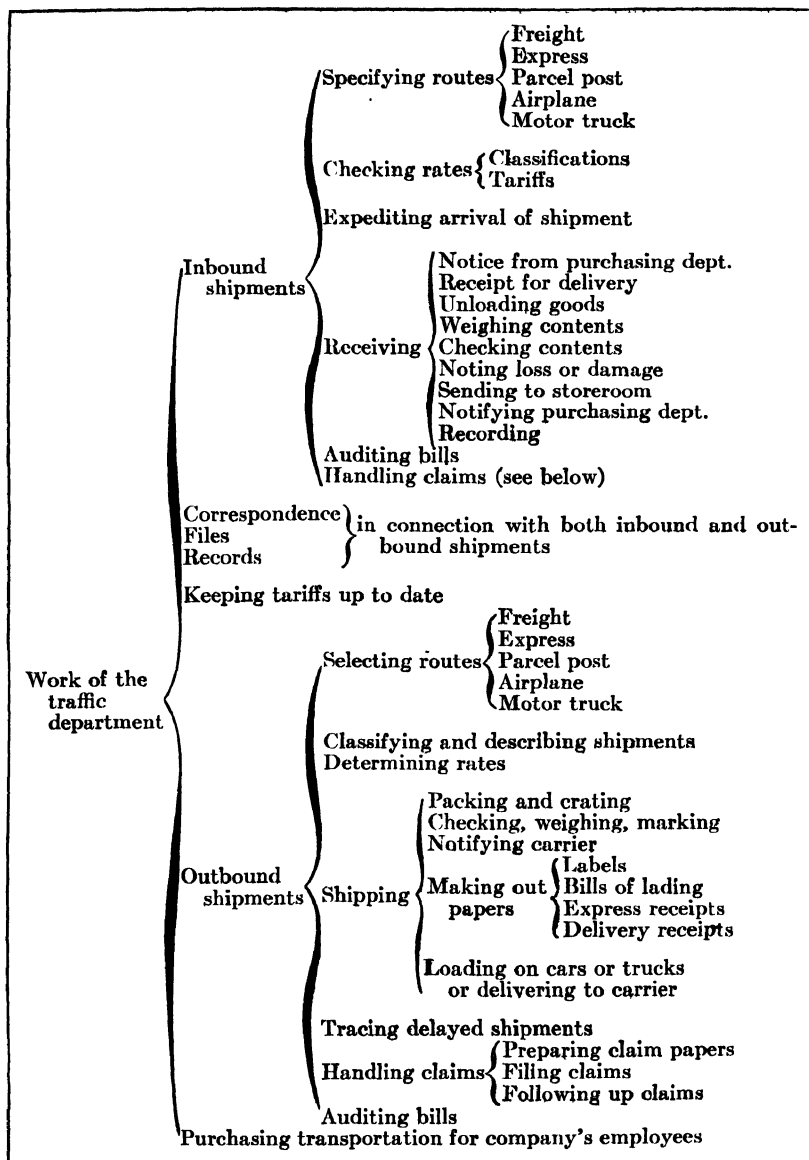 Freight
Express
Specifying routes
Parcel post
Airplane
Motor truck
Checking rates
Classifications
Tariffs
Expediting arrival of shipment
Inbound
shipments
Notice from purchasing dept.
Receipt for delivery
Unloading goods
Weighing contents
Receiving
Checking contents
Noting loss or damage
Sending to storeroom
Notifying purchasing dept.
Recording
Auditing bills
Handling claims (see below)
Correspondence
Files
Records
in connection with both inbound and out-
bound shipments
Keeping tariffs up to date
Work of the
traffic
department
Freight
Express
Selecting routes
Parcel post
Airplane
Motor truck
Classifying and describing shipments
Determining rates
Outbound
shipments
Shipping
Packing and crating
Checking, weighing, marking
Notifying carrier
Making out
papers
Labels
Bills of lading
Express receipts
Delivery receipts
Loading on cars or trucks
or delivering to carrier
Tracing delayed shipments
Handling claims
Preparing claim papers
Filing claims
Following up claims
Auditing bills
Purchasing transportation for company's employees